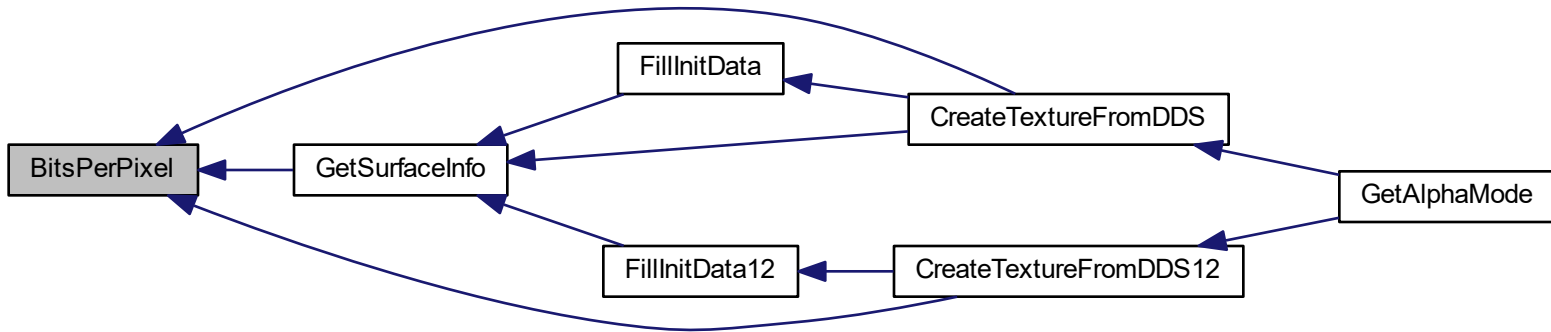 FillInitData
CreateTextureFromDDS
BitsPerPixel
GetSurfaceInfo
GetAlphaMode
FillInitData12
CreateTextureFromDDS12